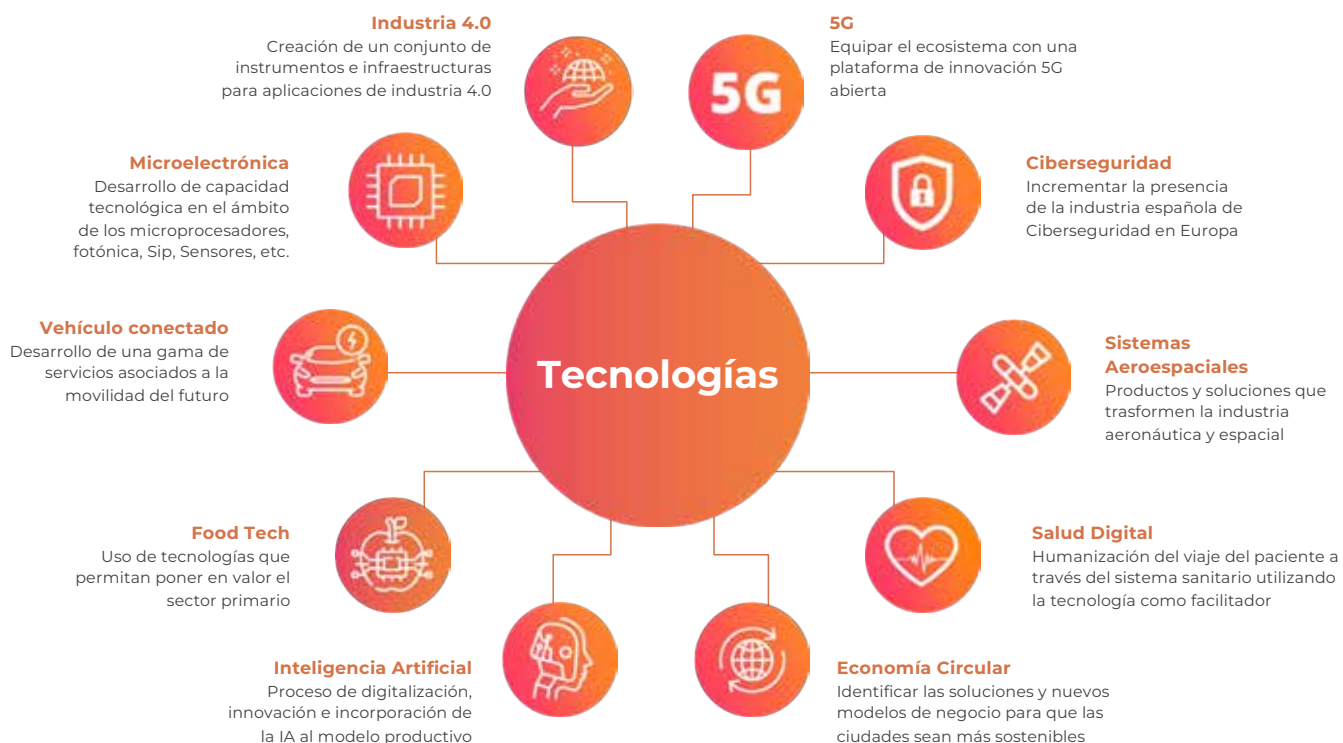 Industria 4.0
Creación de un conjunto de
instrumentos e infraestructuras
para aplicaciones de industria 4.0
5G
5G
Equipar el ecosistema con una
plataforma de innovación 5G
abierta
Microelectrónica
Desarrollo de capacidad
tecnológica en el ámbito
de los microprocesadores,
fotónica, Sip, Sensores, etc.
Ciberseguridad
Incrementar la presencia
de la industria española de
Ciberseguridad en Europa
Vehículo conectado
Desarrollo de una gama de
servicios asociados a la
movilidad del futuro
Tecnologías
Sistemas
Aeroespaciales
Productos y soluciones que
trasformen la industria
aeronáutica y espacial
Food Tech
Uso de tecnologías que
permitan poner en valor el
sector primario
Salud Digital
Humanización del viaje del paciente a
través del sistema sanitario utilizando
la tecnología como facilitador
Inteligencia Artificial
Proceso de digitalización,
innovación e incorporación de
la IA al modelo productivo
Economía Circular
Identificar las soluciones y nuevos
modelos de negocio para que las
ciudades sean más sostenibles